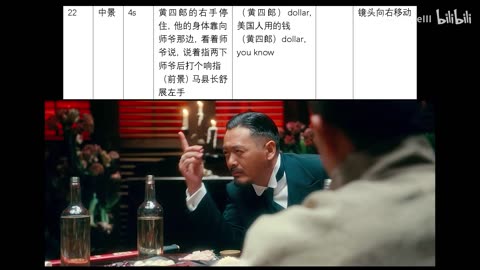 22
中景
4s
黄四郎的右手停
住，他的身体靠向
师爷那边，看着师
爷说，说着指两下
师爷后打个响指
（前景）马县长舒
展左手
（黄四郎）dollar，
美国人用的钱
（黄四郎）dollar，
you know
镜头向右移动
bilibili